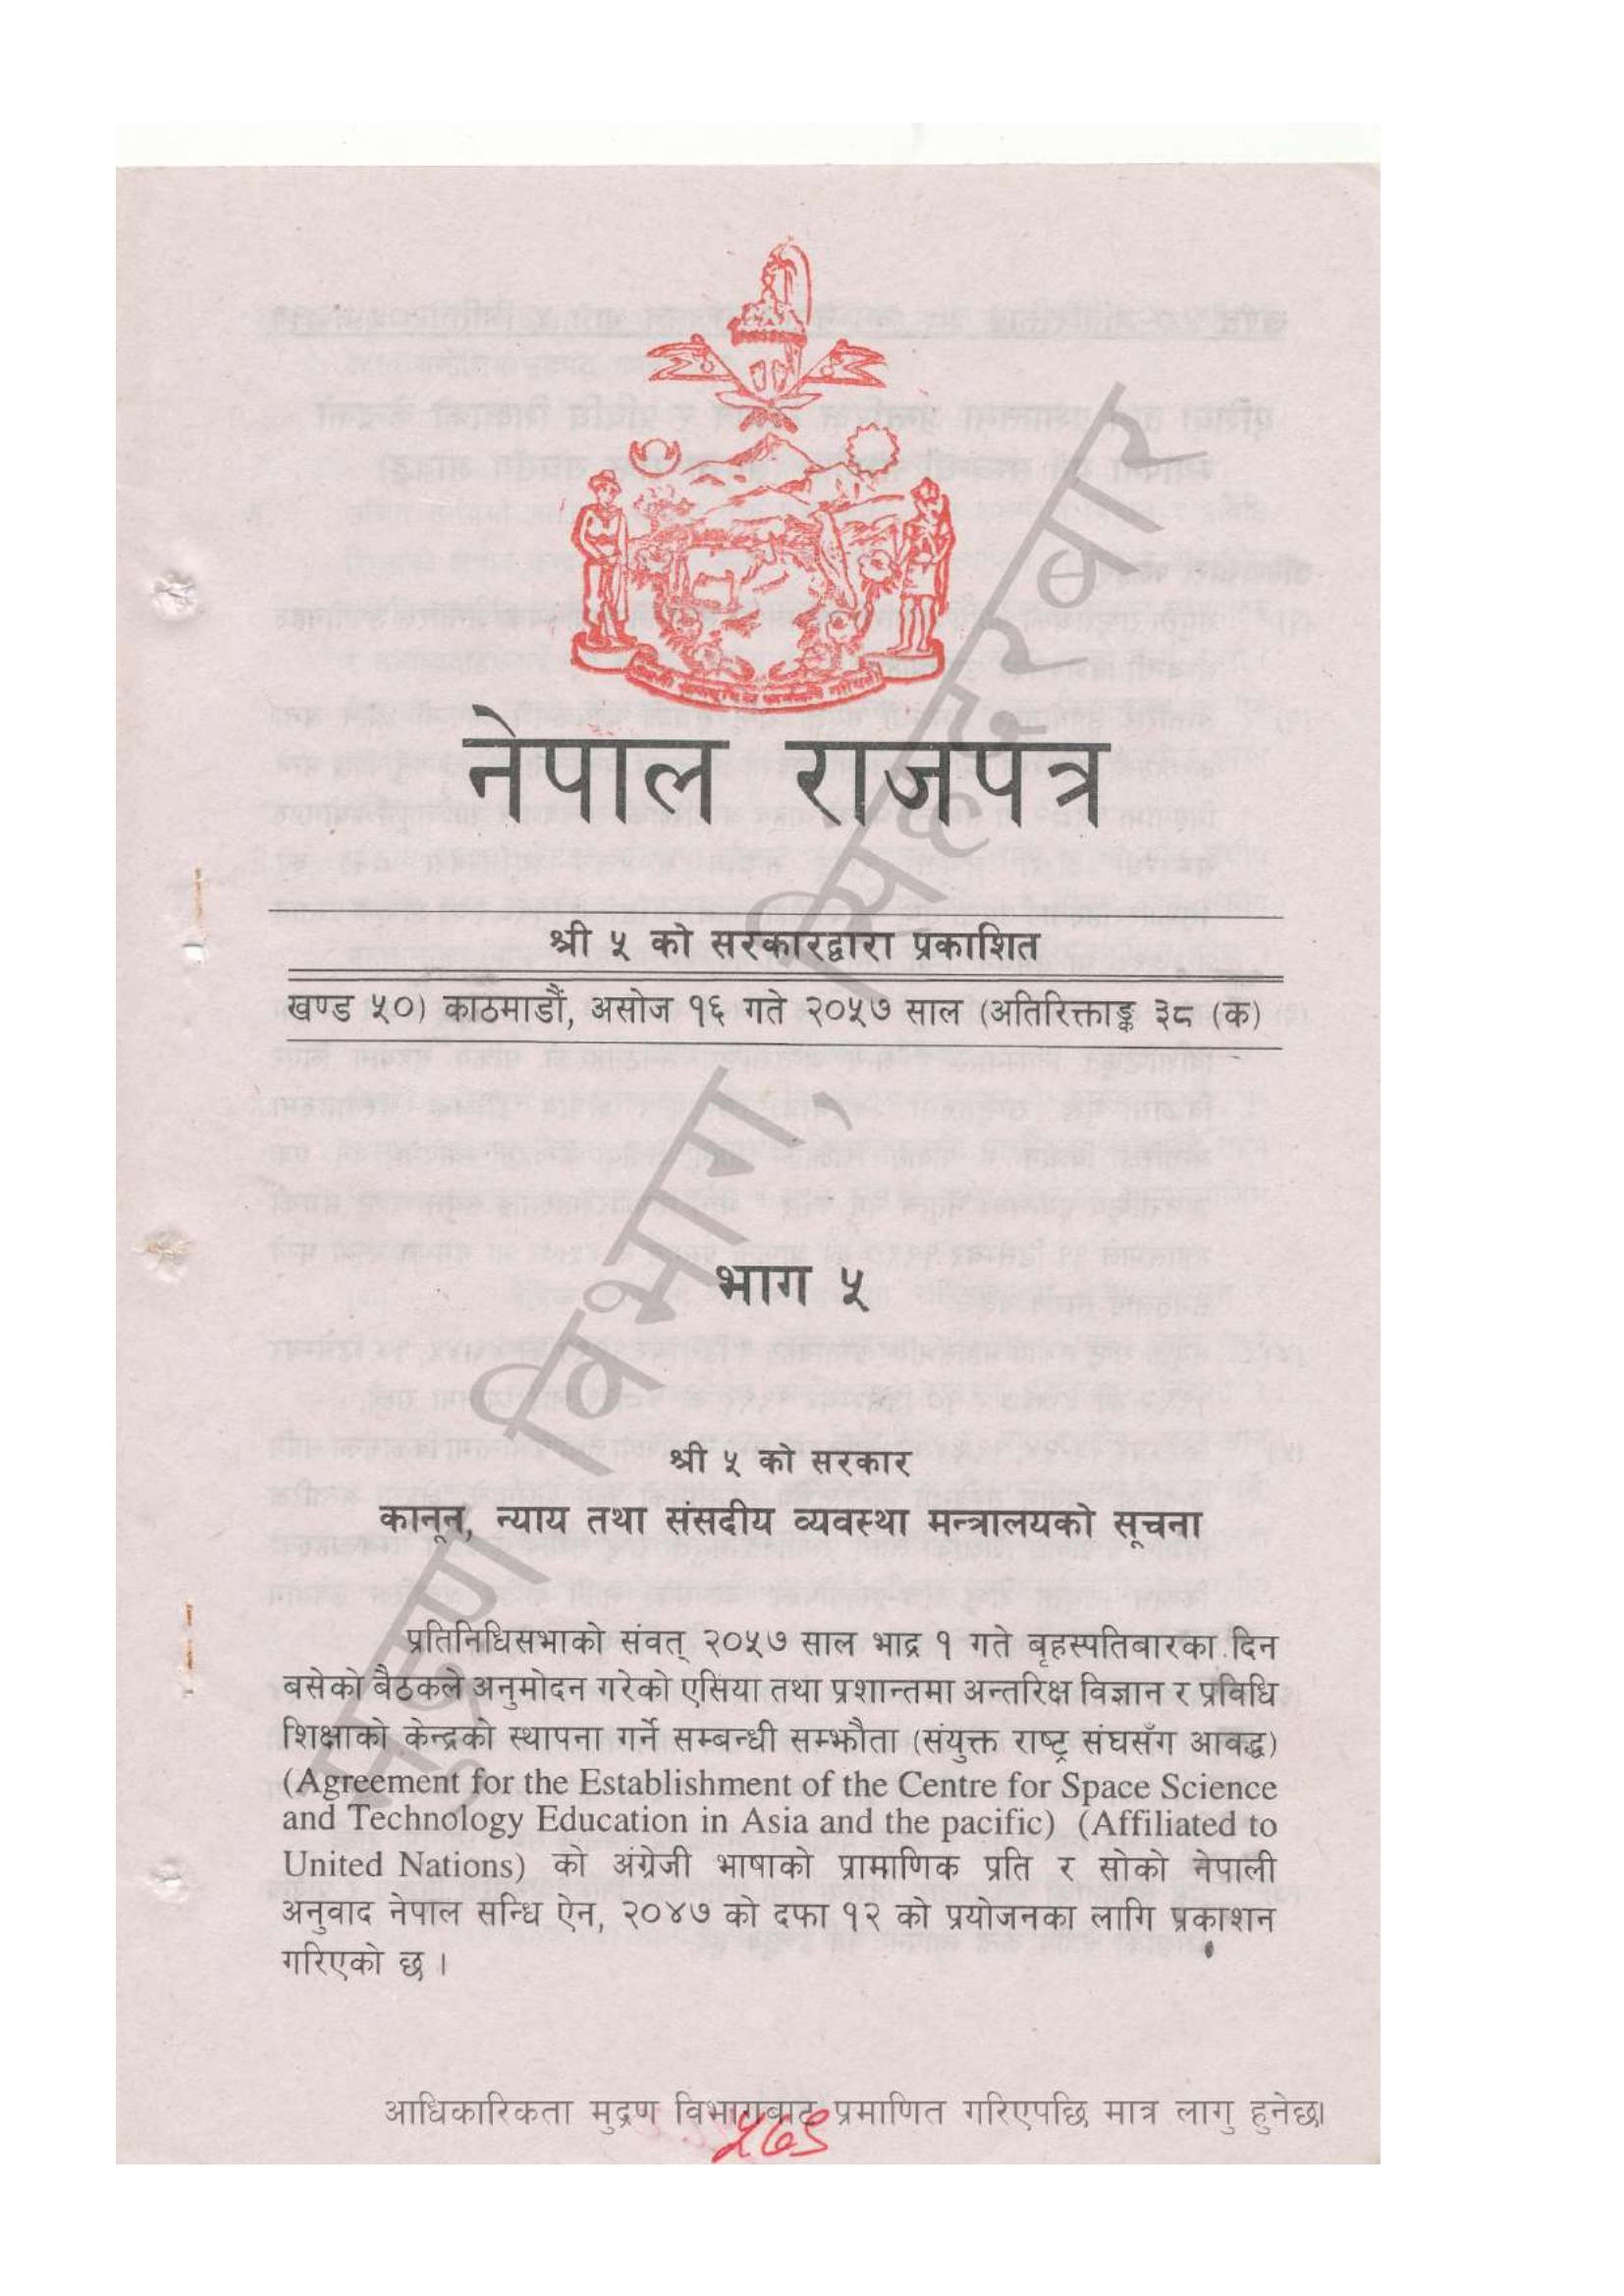 नेपाल राजपत्र
श्री ५ को सरकारद्वारा प्रकाशित
खण्ड ५०) काठमाडौं, असोज १६ गते २०५७ साल (अतिरिक्ताङ्क ३८ (क)
भाग ५
श्री ५ को सरकार
कानून, न्याय तथा संसदीय व्यवस्था मन्त्रालयको सूचना
प्रतिनिधिसभाको संवत् २०५७ साल भाद्र १ गते बृहस्पतिबारका दिन
बसेको बैठकले अनुमोदन गरेको एसिया तथा प्रशान्तमा अन्तरिक्ष विज्ञान र प्रविधि
शिक्षाको केन्द्रको स्थापना गर्ने सम्बन्धी सम्झौता (संयुक्त राष्ट्र संघसँग आवद्ध)
(Agreement for the Establishment of the Centre for Space Science
and Technology Education in Asia and the pacific) (Affiliated to
United Nations) को अंग्रेजी भाषाको प्रामाणिक प्रति र सोको नेपाली
अनुवाद नेपाल सन्धि ऐन, २०४७ को दफा १२ को प्रयोजनका लागि प्रकाशन
गरिएको छ ।
मुद्रण विभाग, सिंहदरवार
आधिकारिकता मुद्रण विभागबाट प्रमाणित गरिएपछि मात्र लागु हुनेछ।